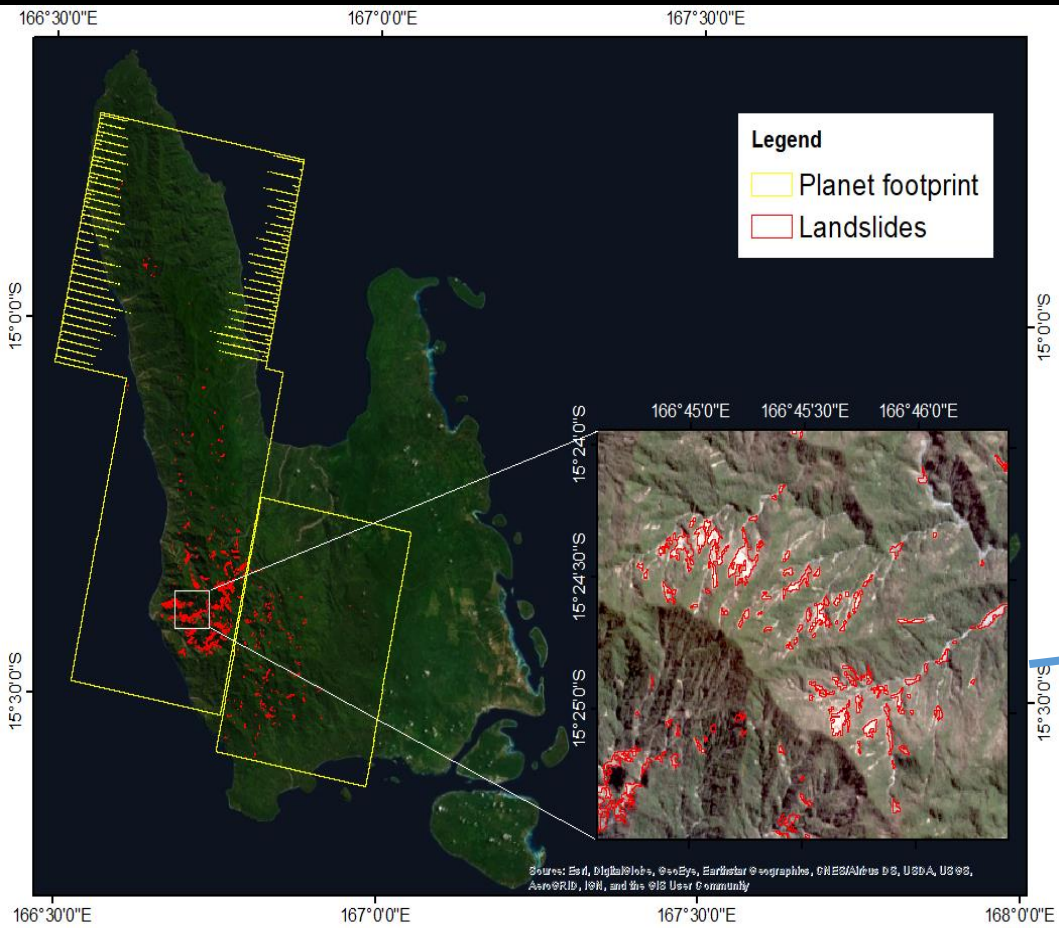 166°30'0"E 167°0'0"E 167°30'0"E
Legend
Planet footprint
Landslides
15°0'0"S
15°0'0"S
166°45'0"E 166°45'30"E 166°46'0"E
15°24'0"S
15°24'30"S
15°25'0"S
15°30'0"S
15°30'0"S
Source: Esri, DigitalGlobe, GeoEye, Earthstar Geographics, CNES/Airbus DS, USDA, USGS,
AeroGRID, IGN, and the GIS User Community
166°30'0"E 167°0'0"E 167°30'0"E 168°0'0"E